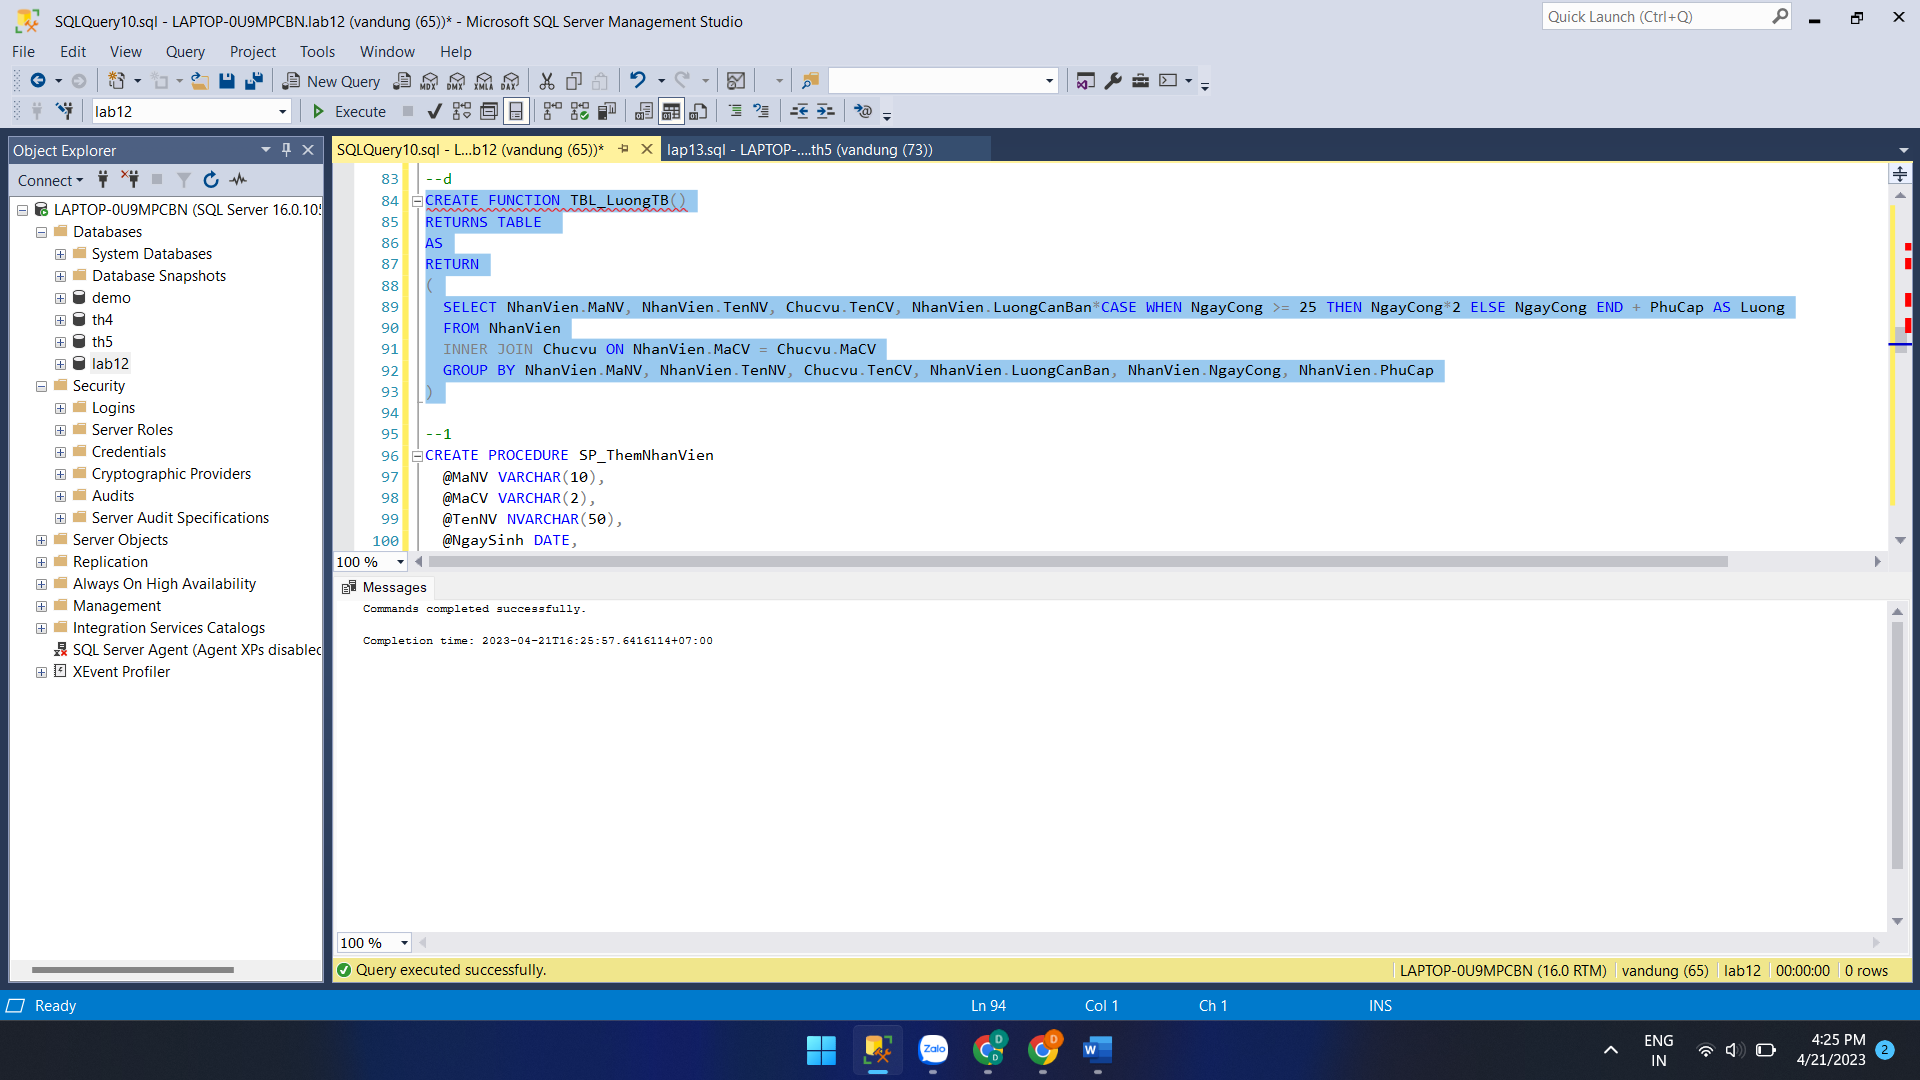 SQLQuery10.sql - LAPTOP-0U9MPCBN.lab12 (vandung (65))* - Microsoft SQL Server Management Studio
Quick Launch (Ctrl+Q)
File Edit View Query Project Tools Window Help
New Query
MDX DMX XMLA DAX
lab12
Execute
Object Explorer
Connect
LAPTOP-0U9MPCBN (SQL Server 16.0.105
Databases
System Databases
Database Snapshots
demo
th4
th5
lab12
Security
Logins
Server Roles
Credentials
Cryptographic Providers
Audits
Server Audit Specifications
Server Objects
Replication
Always On High Availability
Management
Integration Services Catalogs
SQL Server Agent (Agent XPs disabled
XEvent Profiler
SQLQuery10.sql - L...b12 (vandung (65))*
lap13.sql - LAPTOP-....th5 (vandung (73))
83 --d
84 CREATE FUNCTION TBL_LuongTB()
85 RETURNS TABLE
86 AS
87 RETURN
88 (
89 SELECT NhanVien.MaNV, NhanVien.TenNV, Chucvu.TenCV, NhanVien.LuongCanBan*CASE WHEN NgayCong >= 25 THEN NgayCong*2 ELSE NgayCong END + PhuCap AS Luong
90 FROM NhanVien
91 INNER JOIN Chucvu ON NhanVien.MaCV = Chucvu.MaCV
92 GROUP BY NhanVien.MaNV, NhanVien.TenNV, Chucvu.TenCV, NhanVien.LuongCanBan, NhanVien.NgayCong, NhanVien.PhuCap
93 )
94
95 --1
96 CREATE PROCEDURE SP_ThemNhanVien
97 @MaNV VARCHAR(10),
98 @MaCV VARCHAR(2),
99 @TenNV NVARCHAR(50),
100 @NgaySinh DATE,
100 %
Messages
Commands completed successfully.
Completion time: 2023-04-21T16:25:57.6416114+07:00
100 %
Query executed successfully.
LAPTOP-0U9MPCBN (16.0 RTM) vandung (65) lab12 00:00:00 0 rows
Ready
Ln 94 Col 1 Ch 1 INS
Zalo
D
D
D
W
ENG
IN
4:25 PM
4/21/2023
2